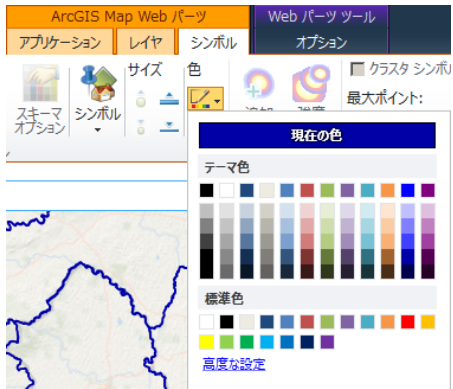 ArcGIS Map Web パーツ
Web パーツ ツール
アプリケーション
レイヤ
シンボル
オプション
スキーマ
オプション
シンボル
サイズ
色
クラスタ シンボ
最大ポイント:
現在の色
テーマ色
標準色
高度な設定